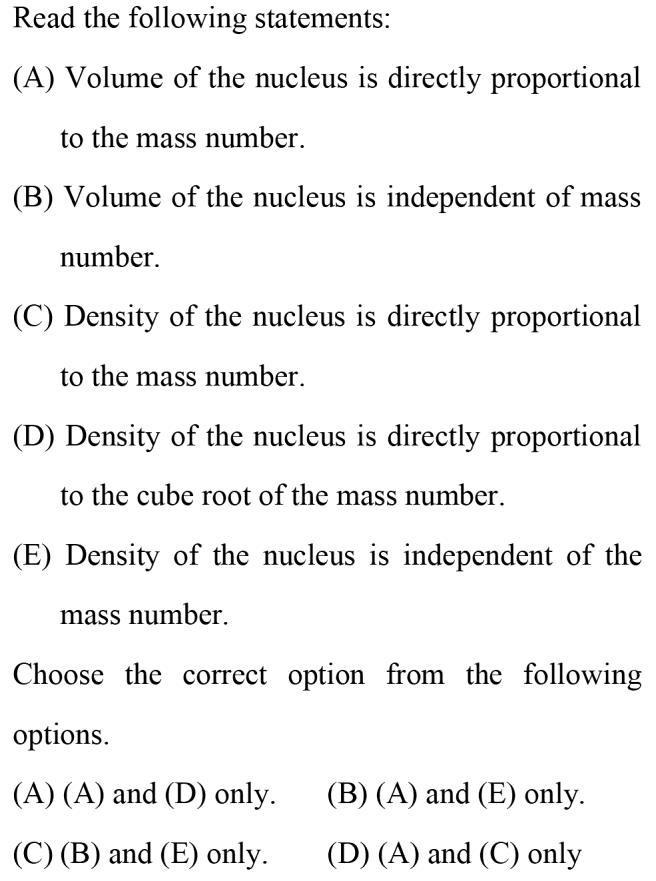 Read the following statements:
(A) Volume of the nucleus is directly proportional
to the mass number.
(B) Volume of the nucleus is independent of mass
number.
(C) Density of the nucleus is directly proportional
to the mass number.
(D) Density of the nucleus is directly proportional
to the cube root of the mass number.
(E) Density of the nucleus is independent of the
mass number.
Choose the correct option from the following
options.
(A) (A) and (D) only. (B) (A) and (E) only.
(C) (B) and (E) only. (D) (A) and (C) only